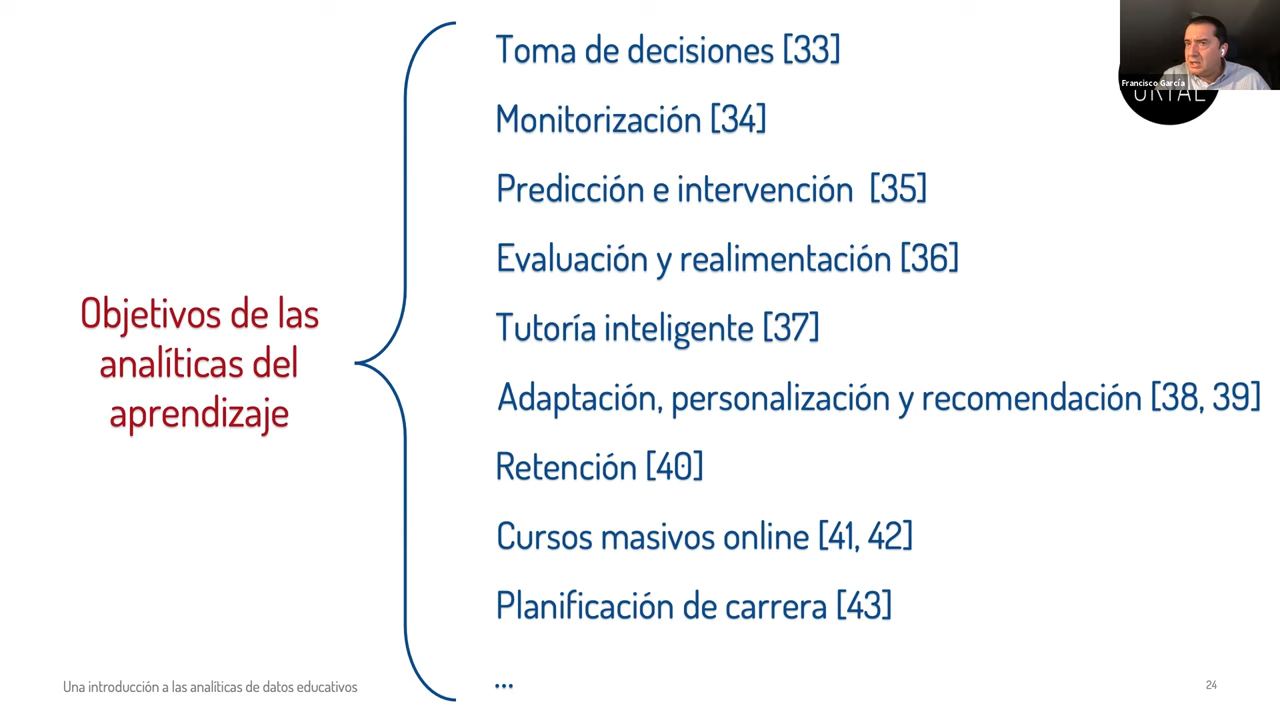 Toma de decisiones [33]
Monitorización [34]
Predicción e intervención [35]
Evaluación y realimentación [36]
Tutoría inteligente [37]
Objetivos de las
analíticas del
aprendizaje
Adaptación, personalización y recomendación [38, 39]
Retención [40]
Cursos masivos online [41, 42]
Planificación de carrera [43]
...
Una introducción a las analíticas de datos educativos
24
Francisco García